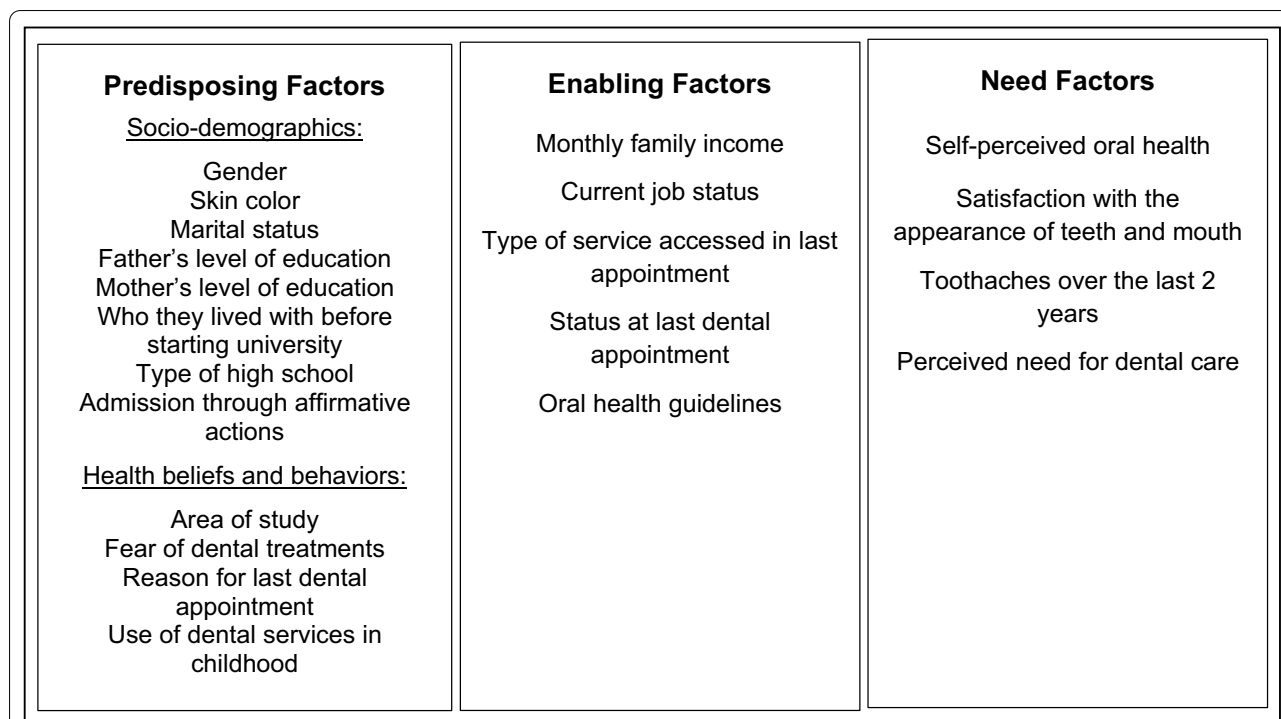 Predisposing Factors
Socio-demographics:
Gender
Skin color
Marital status
Father’s level of education
Mother’s level of education
Who they lived with before
starting university
Type of high school
Admission through affirmative
actions
Health beliefs and behaviors:
Area of study
Fear of dental treatments
Reason for last dental
appointment
Use of dental services in
childhood
Enabling Factors
Monthly family income
Current job status
Type of service accessed in last
appointment
Status at last dental
appointment
Oral health guidelines
Need Factors
Self-perceived oral health
Satisfaction with the
appearance of teeth and mouth
Toothaches over the last 2
years
Perceived need for dental care